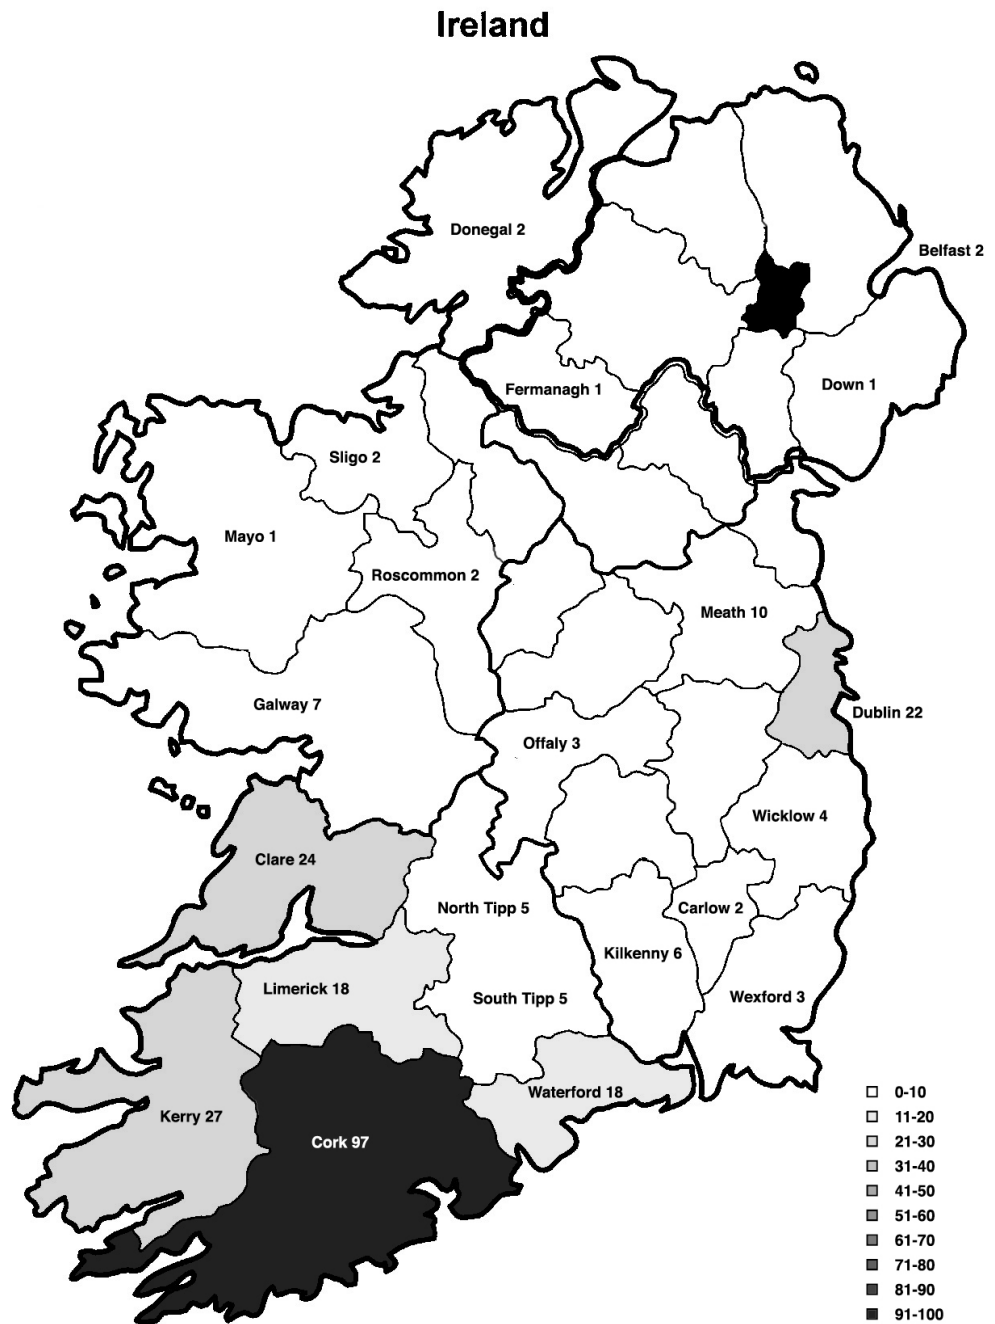 Ireland
Donegal 2
Belfast 2
Fermanagh 1
Down 1
Sligo 2
Mayo 1
Roscommon 2
Meath 10
Galway 7
Dublin 22
Offaly 3
Wicklow 4
Clare 24
North Tipp 5
Carlow 2
Kilkenny 6
Limerick 18
South Tipp 5
Wexford 3
Waterford 18
Kerry 27
Cork 97
0-10
11-20
21-30
31-40
41-50
51-60
61-70
71-80
81-90
91-100